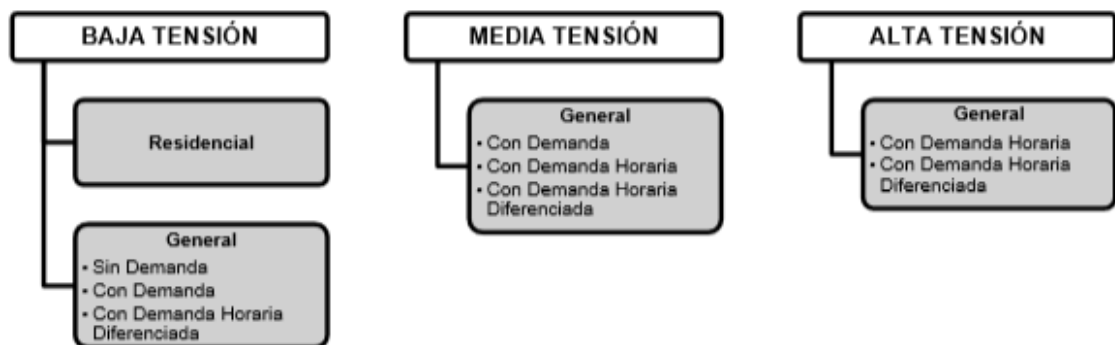 BAJA TENSIÓN
Residencial
General
• Sin Demanda
• Con Demanda
• Con Demanda Horaria
Diferenciada
MEDIA TENSIÓN
General
• Con Demanda
• Con Demanda Horaria
• Con Demanda Horaria
Diferenciada
ALTA TENSIÓN
General
• Con Demanda Horaria
• Con Demanda Horaria
Diferenciada